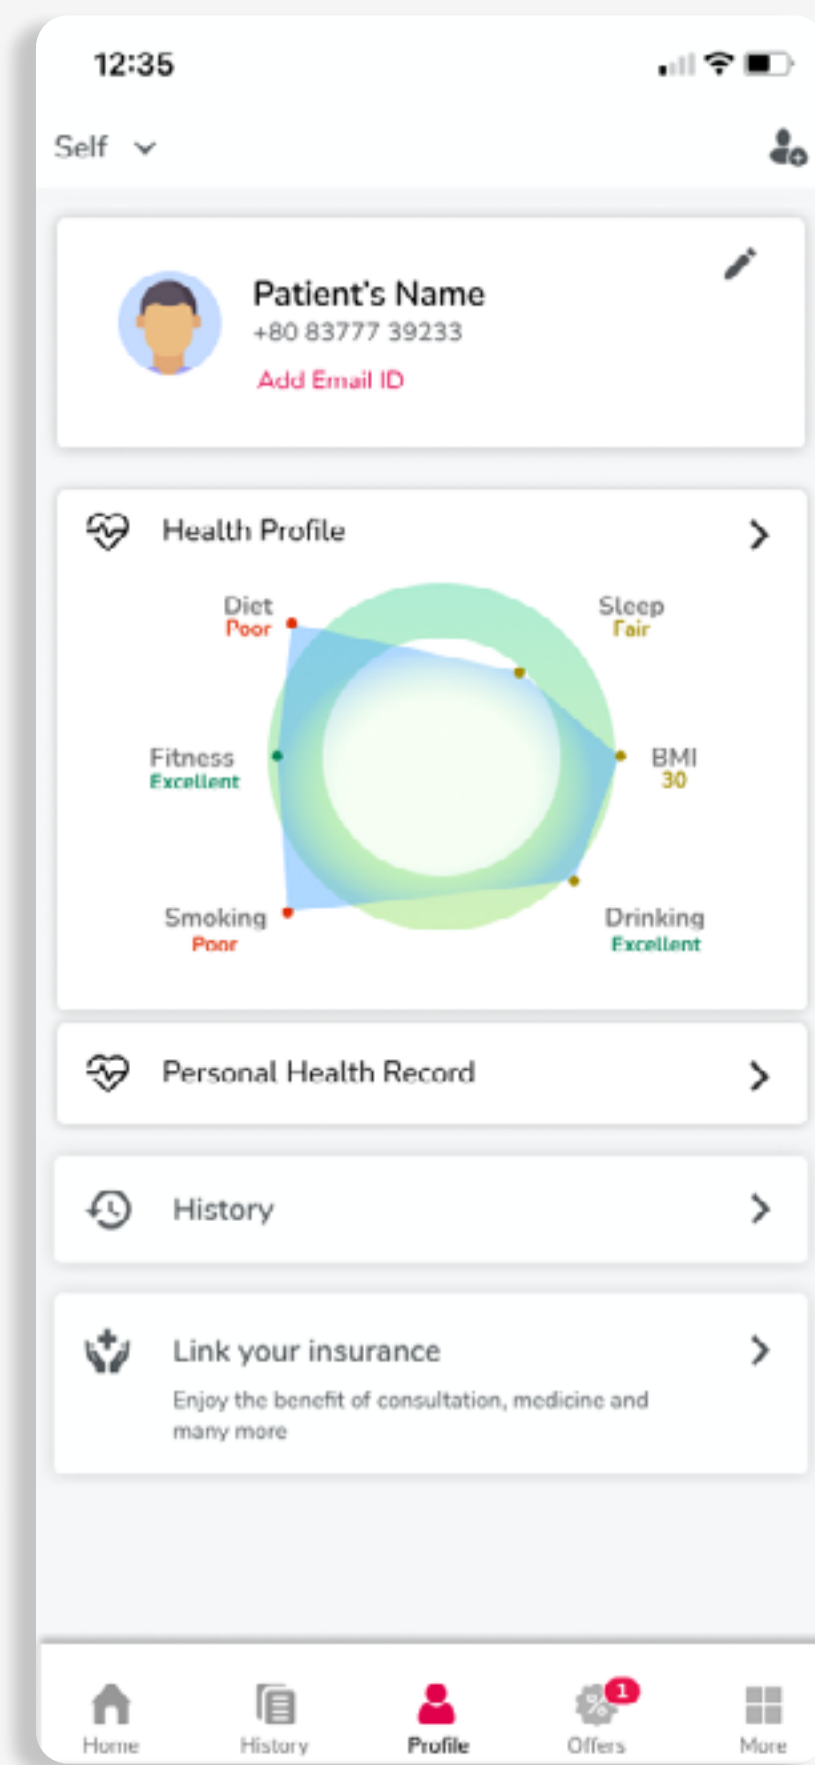 12:35
Self
Patient's Name
+80 83777 39233
Add Email ID
Health Profile
Diet
Poor
Sleep
Fair
Fitness
Excellent
BMI
30
Smoking
Poor
Drinking
Excellent
Personal Health Record
History
Link your insurance
Enjoy the benefit of consultation, medicine and
many more
1
Home History Profile Offers More